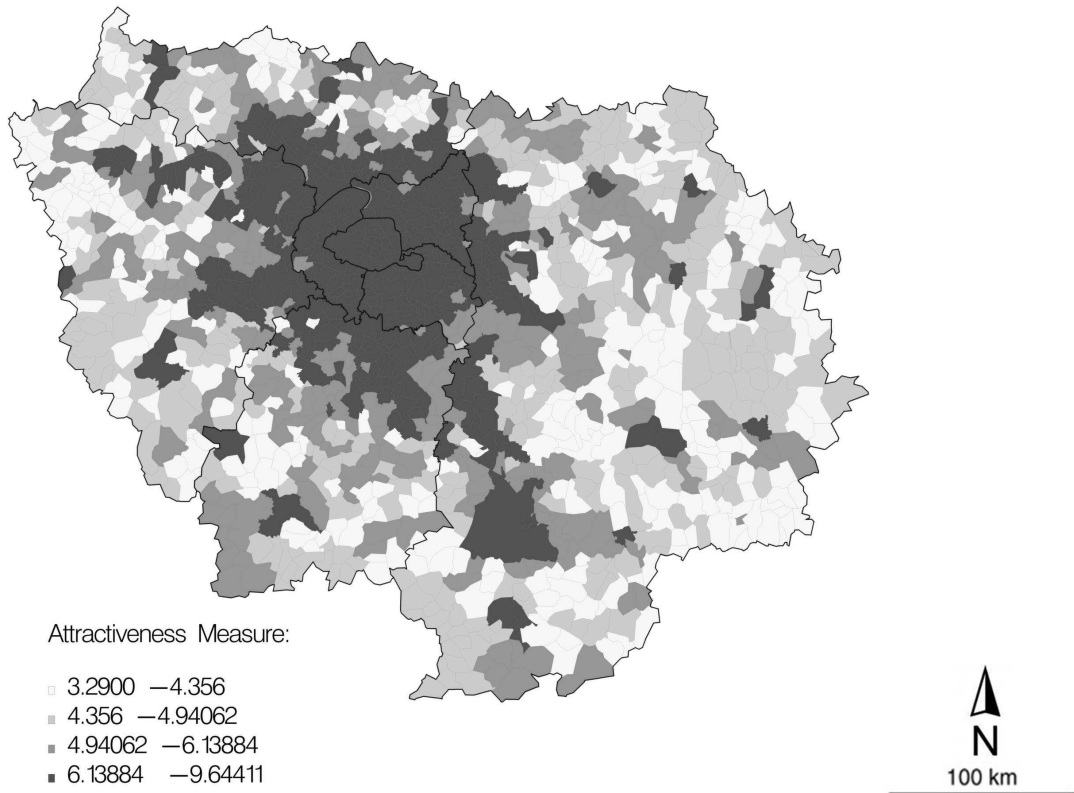 Attractiveness Measure:
3.2900 –4.356
4.356 –4.94062
4.94062 –6.13884
6.13884 –9.64411
N
100 km